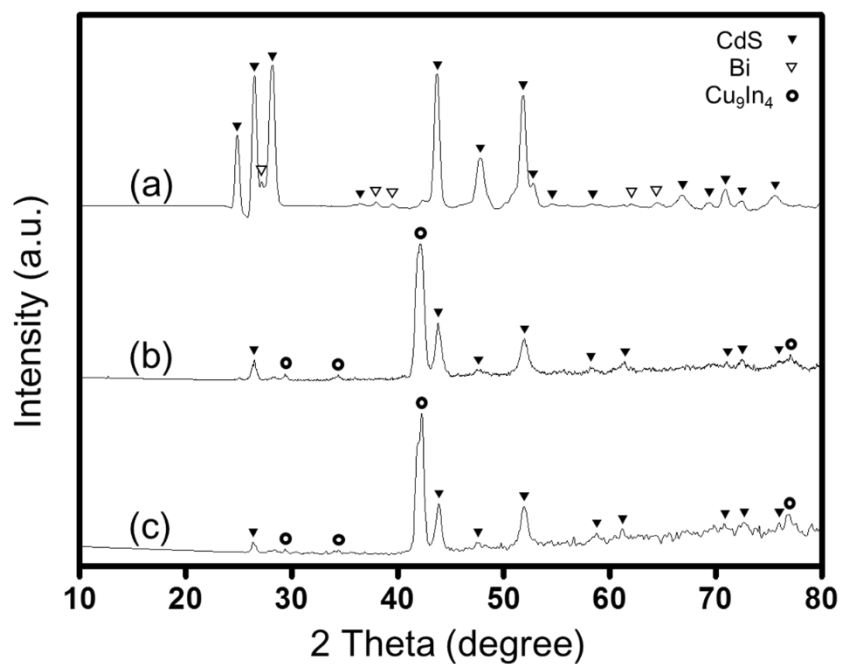 CdS ▼
Bi ▽
Cu₉In₄ o
(a)
(b)
(c)
Intensity (a.u.)
10 20 30 40 50 60 70 80
2 Theta (degree)